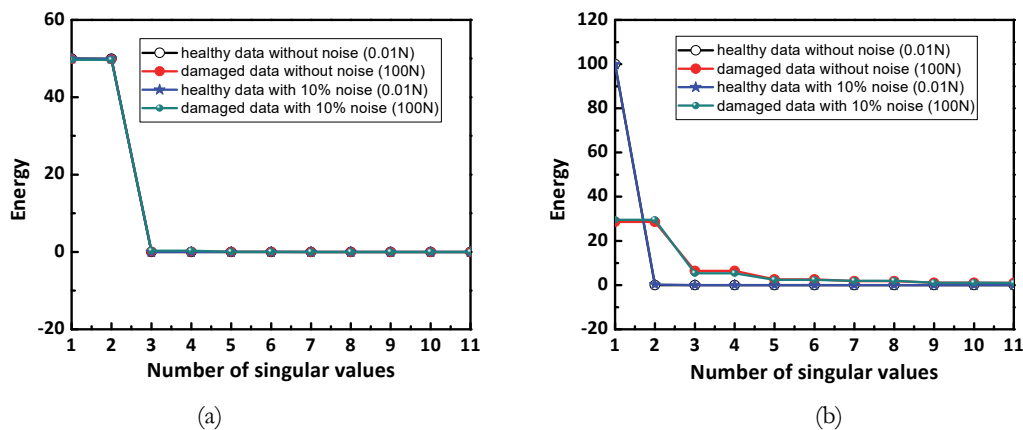 60
40
20
0
-20
Energy
healthy data without noise (0.01N)
damaged data without noise (100N)
healthy data with 10% noise (0.01N)
damaged data with 10% noise (100N)
1 2 3 4 5 6 7 8 9 10 11
Number of singular values
(a)
120
100
80
60
40
20
0
-20
Energy
healthy data without noise (0.01N)
damaged data without noise (100N)
healthy data with 10% noise (0.01N)
damaged data with 10% noise (100N)
1 2 3 4 5 6 7 8 9 10 11
Number of singular values
(b)